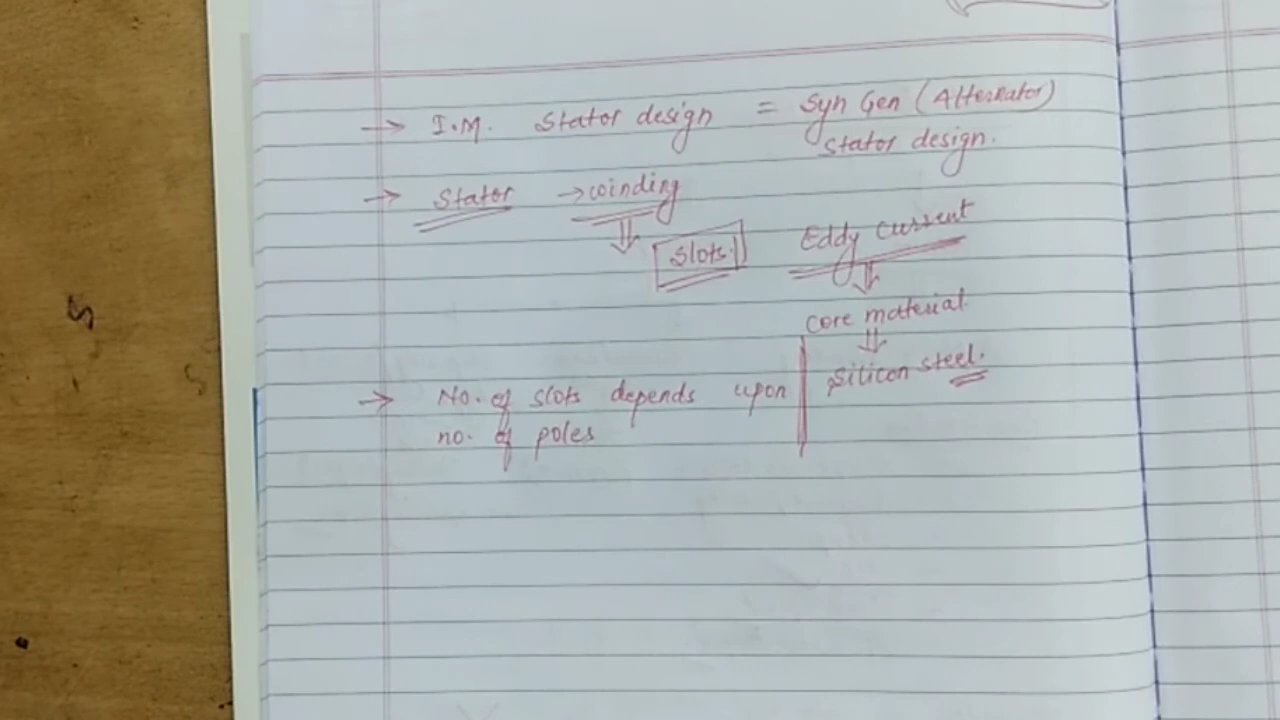 → I.M. Stator design = Syn Gen (Alternator)
Stator design.
→ Stator → winding
⇓ Slots. Eddy current
⇓
core material.
⇓
Silicon steel.
→ No. of slots depends upon
no. of poles